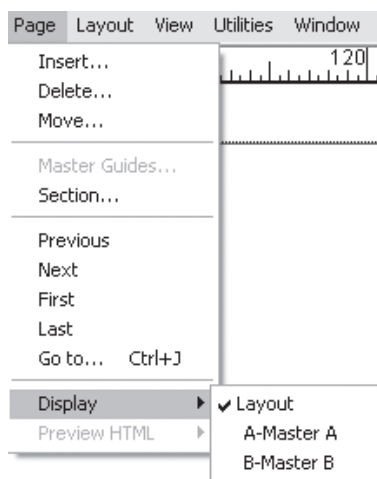 Page Layout View Utilities Window
120
Insert...
Delete...
Move...
Master Guides...
Section...
Previous
Next
First
Last
Go to... Ctrl+J
Display
Layout
Preview HTML
A-Master A
B-Master B